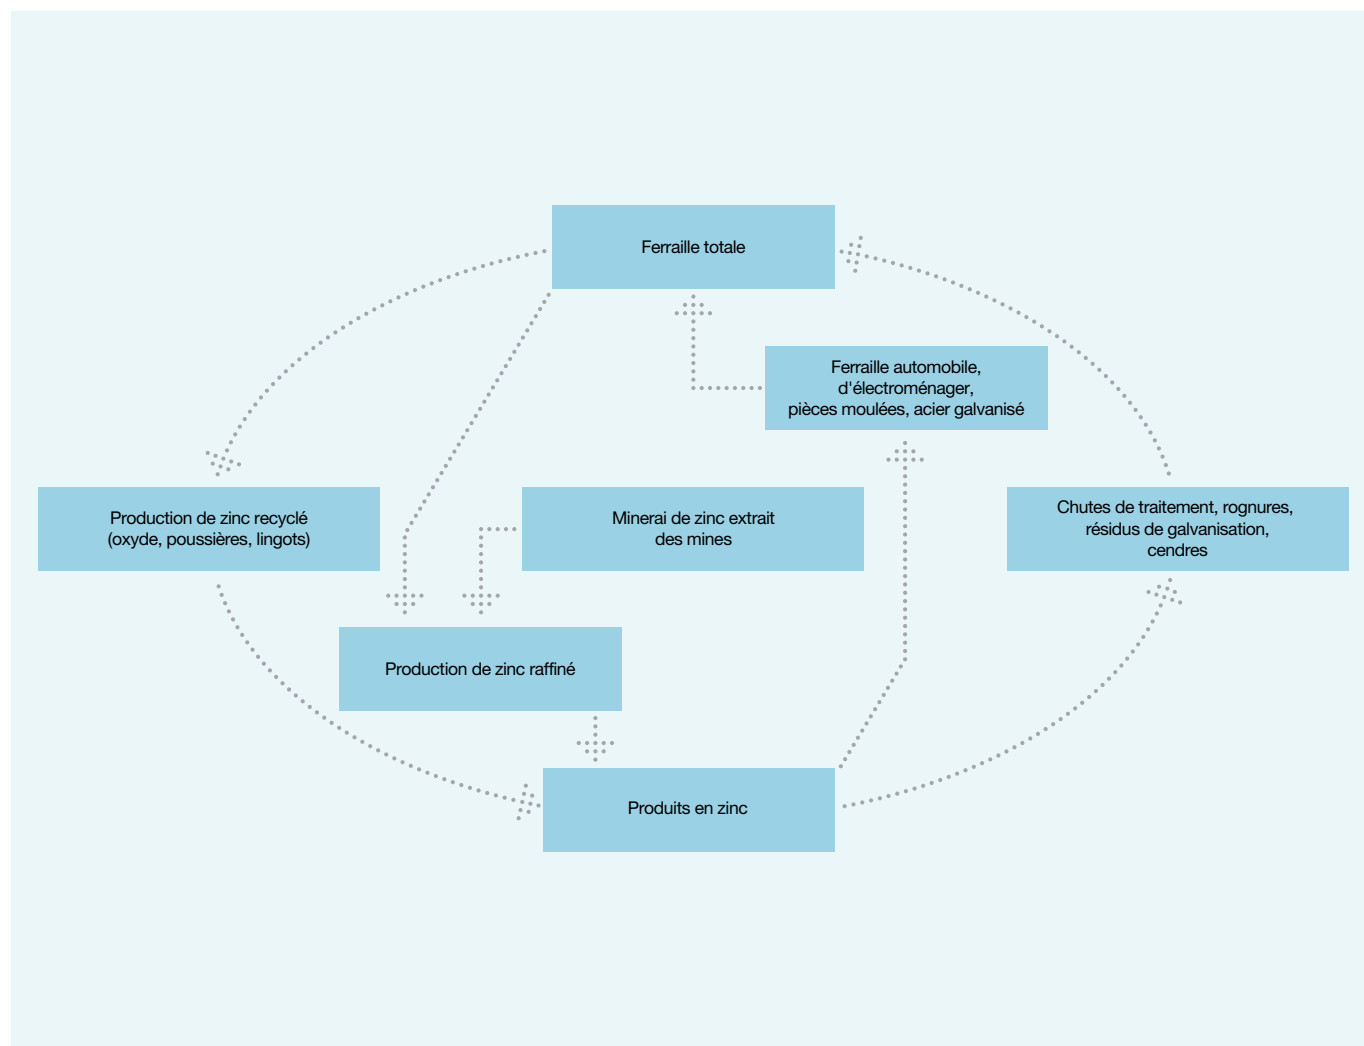 Ferraille totale
Ferraille automobile,
d'électroménager,
pièces moulées, acier galvanisé
Production de zinc recyclé
(oxyde, poussières, lingots)
Minerai de zinc extrait
des mines
Chutes de traitement, rognures,
résidus de galvanisation,
cendres
Production de zinc raffiné
Produits en zinc